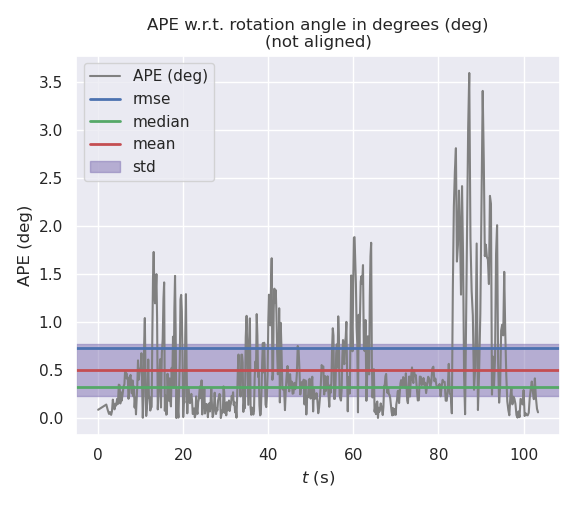 APE w.r.t. rotation angle in degrees (deg)
(not aligned)
APE (deg)
rmse
median
mean
std
APE (deg)
3.5
3.0
2.5
2.0
1.5
1.0
0.5
0.0
0 20 40 60 80 100
t (s)